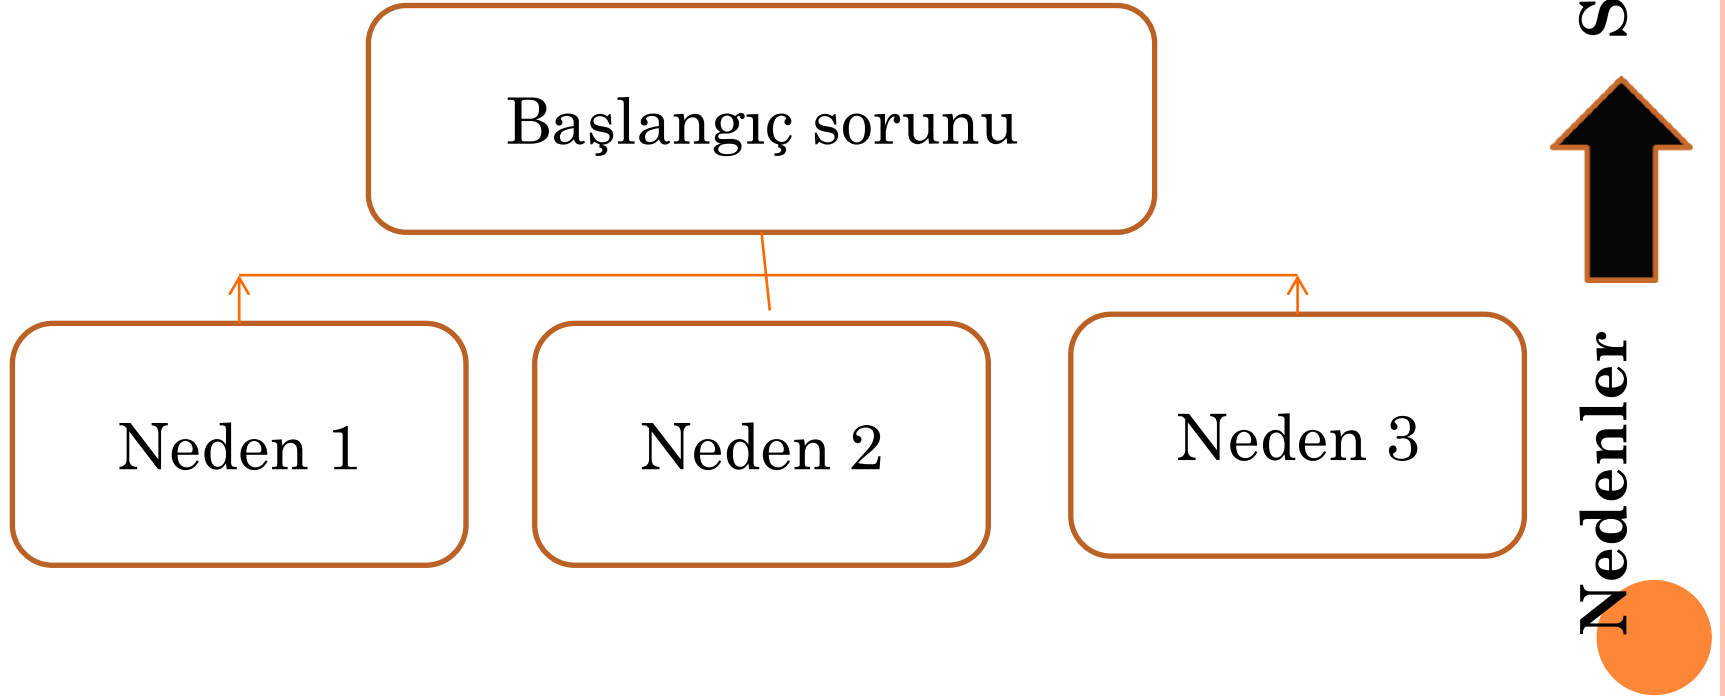 Başlangıç sorunu
Neden 1
Neden 2
Neden 3
Nedenler